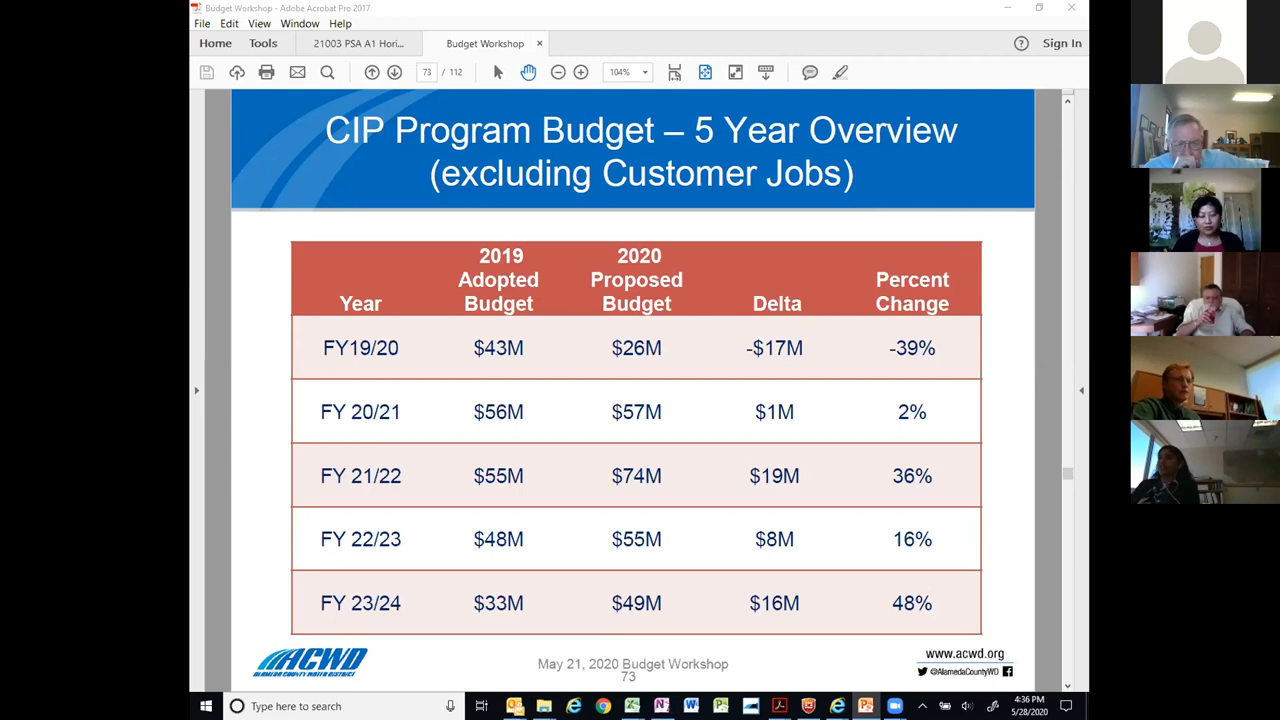 Budget Workshop - Adobe Acrobat Pro 2017
File Edit View Window Help
Home Tools 21003 PSA A1 Hori... Budget Workshop × Sign In
73 / 112 104%
CIP Program Budget – 5 Year Overview
(excluding Customer Jobs)
Year 2019 Adopted Budget 2020 Proposed Budget Delta Percent Change
FY19/20 $43M $26M -$17M -39%
FY 20/21 $56M $57M $1M 2%
FY 21/22 $55M $74M $19M 36%
FY 22/23 $48M $55M $8M 16%
FY 23/24 $33M $49M $16M 48%
ACWD
ALAMEDA COUNTY WATER DISTRICT
May 21, 2020 Budget Workshop
73
www.acwd.org
@AlamedaCountyWD
Type here to search
4:36 PM
5/28/2020